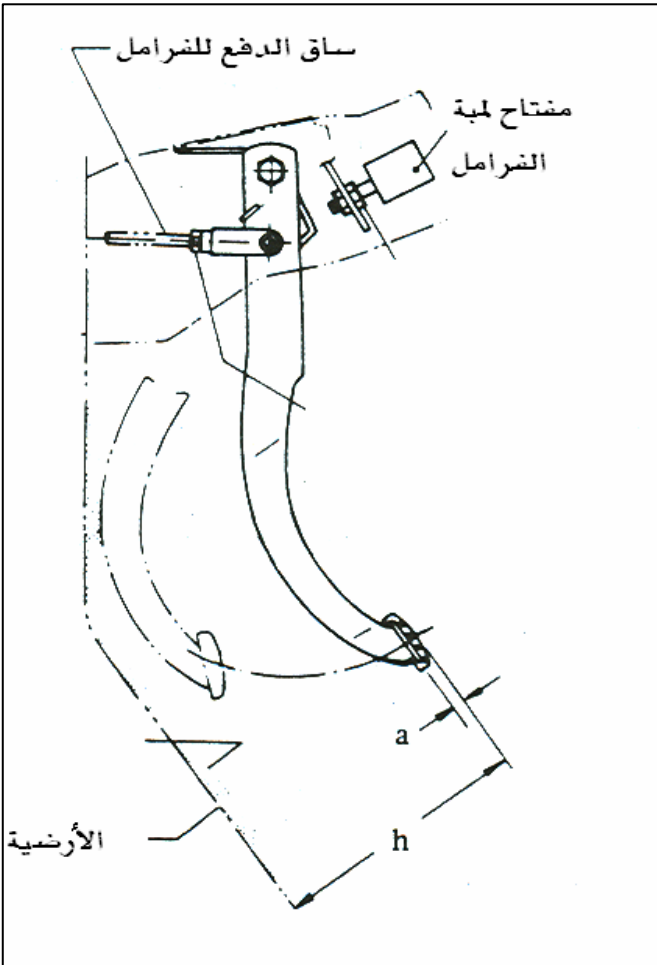 ساق الدفع للفرامل
مفتاح لمبة
الفرامل
a
h
الأرضية